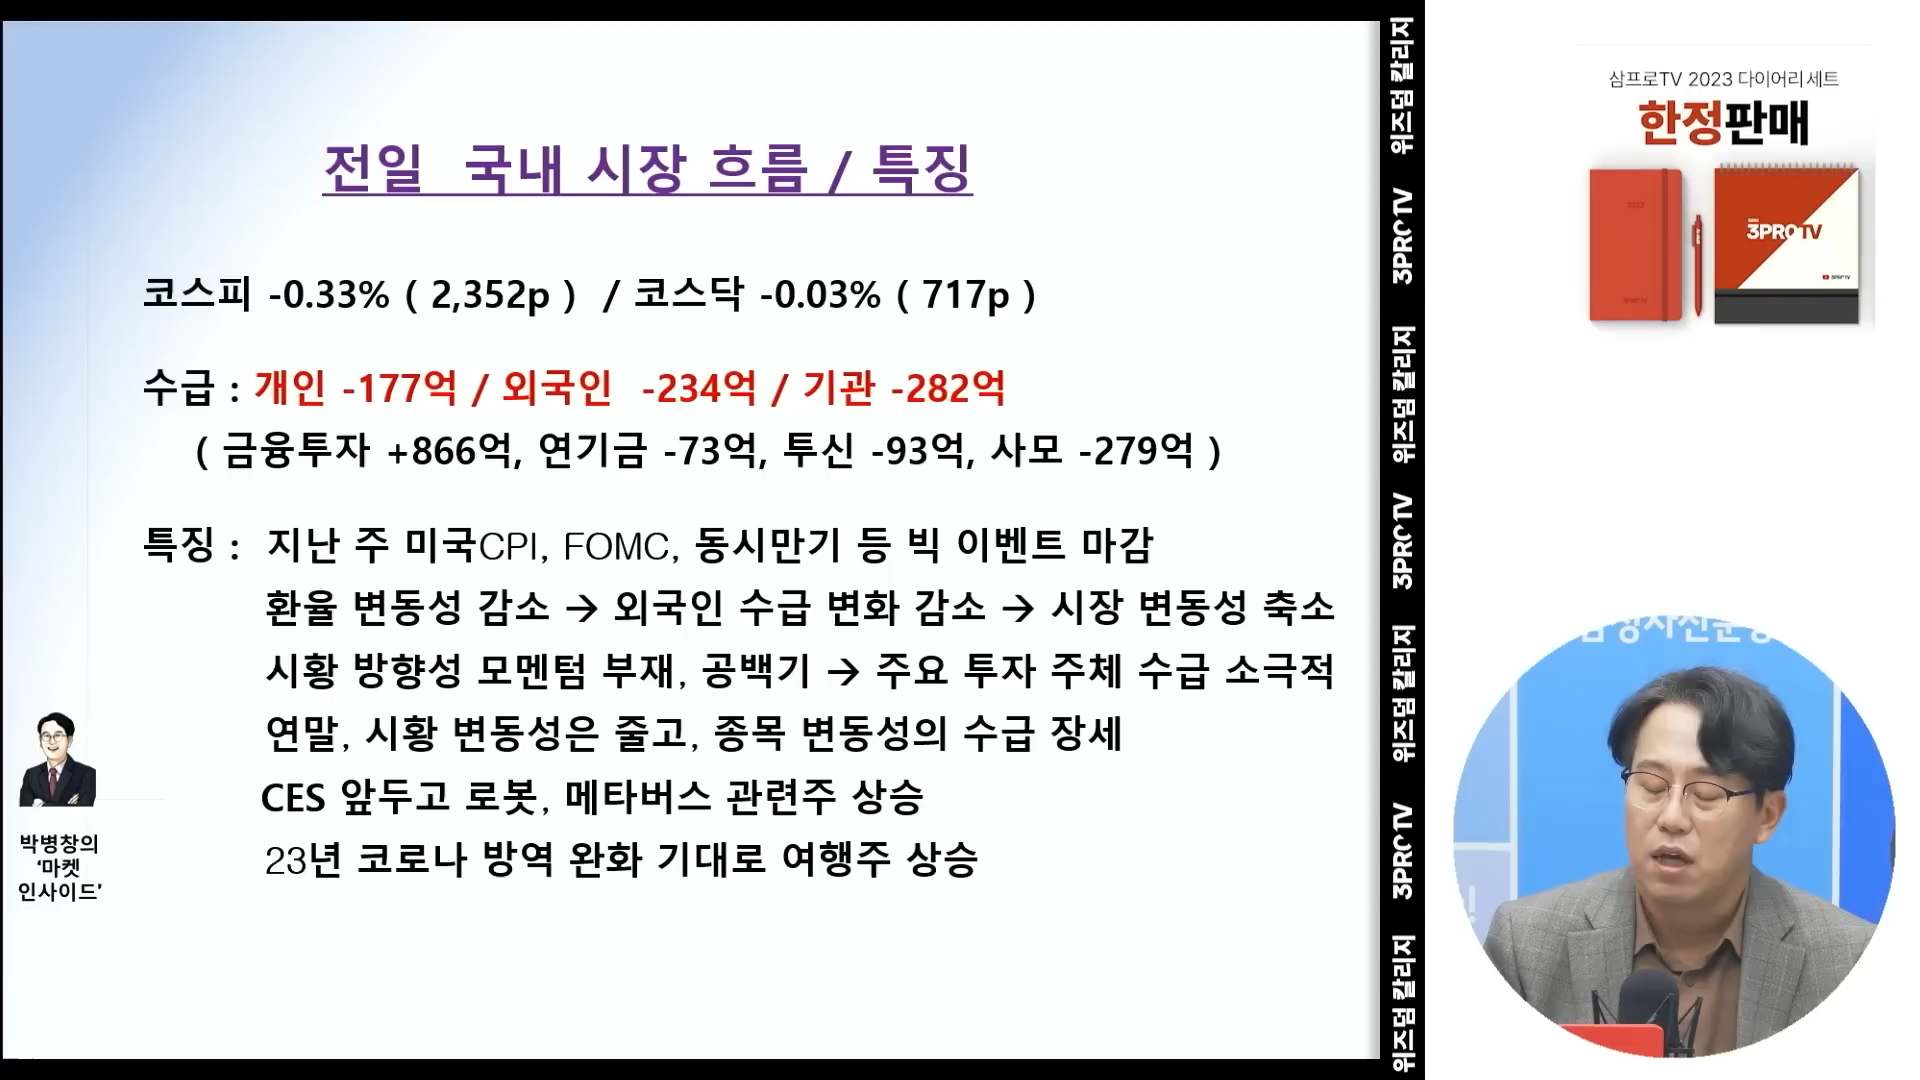 전일 국내 시장 흐름 / 특징
코스피 -0.33% ( 2,352p ) / 코스닥 -0.03% ( 717p )
수급 : 개인 -177억 / 외국인 -234억 / 기관 -282억
( 금융투자 +866억, 연기금 -73억, 투신 -93억, 사모 -279억 )
특징 : 지난 주 미국CPI, FOMC, 동시만기 등 빅 이벤트 마감
환율 변동성 감소 → 외국인 수급 변화 감소 → 시장 변동성 축소
시황 방향성 모멘텀 부재, 공백기 → 주요 투자 주체 수급 소극적
연말, 시황 변동성은 줄고, 종목 변동성의 수급 장세
CES 앞두고 로봇, 메타버스 관련주 상승
23년 코로나 방역 완화 기대로 여행주 상승
박병창의
‘마켓
인사이드’
위즈덤 칼리지
3PROTV
위즈덤 칼리지
3PROTV
위즈덤 칼리지
3PROTV
위즈덤 칼리지
삼프로TV 2023 다이어리 세트
한정판매
3PROTV